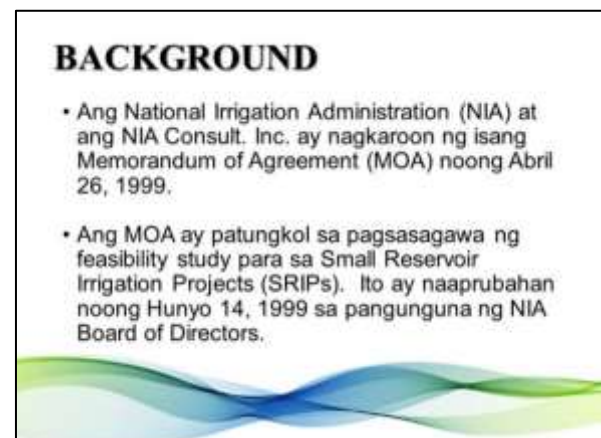 BACKGROUND
• Ang National Irrigation Administration (NIA) at
ang NIA Consult. Inc. ay nagkaroon ng isang
Memorandum of Agreement (MOA) noong Abril
26, 1999.
• Ang MOA ay patungkol sa pagsasagawa ng
feasibility study para sa Small Reservoir
Irrigation Projects (SRIPs).  Ito ay naaprubahan
noong Hunyo 14, 1999 sa pangunguna ng NIA
Board of Directors.